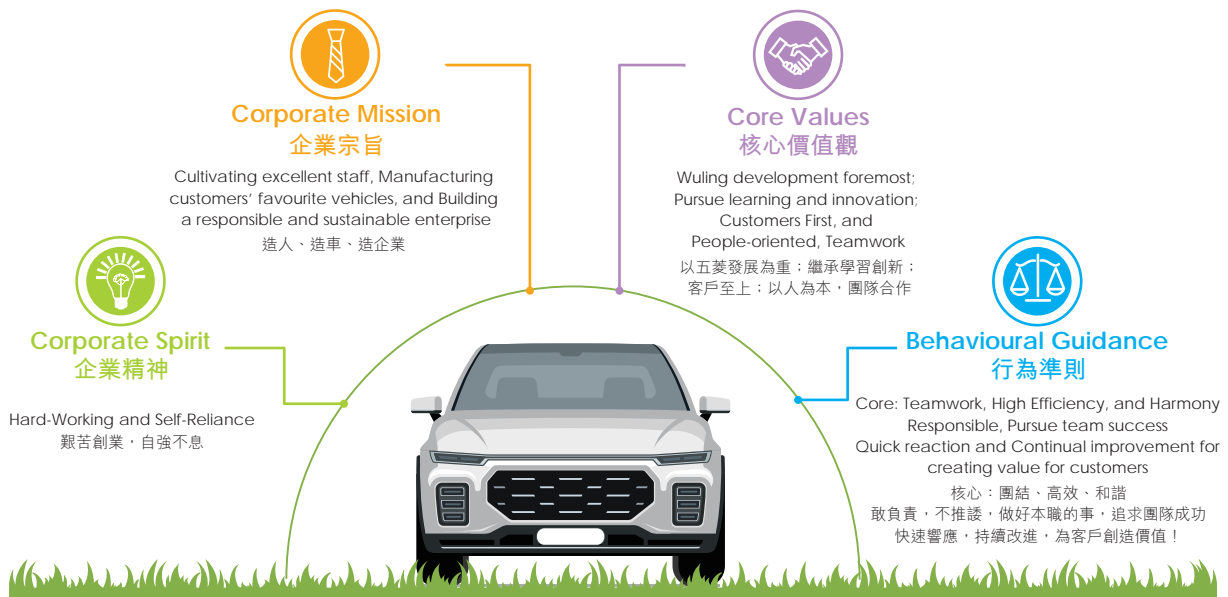 Corporate Mission
企業宗旨
Cultivating excellent staff, Manufacturing
customers' favourite vehicles, and Building
a responsible and sustainable enterprise
造人、造車、造企業
Core Values
核心價值觀
Wuling development foremost;
Pursue learning and innovation;
Customers First, and
People-oriented, Teamwork
以五菱發展為重；繼承學習創新；
客戶至上；以人為本，團隊合作
Corporate Spirit
企業精神
Hard-Working and Self-Reliance
艱苦創業，自強不息
Behavioural Guidance
行為準則
Core: Teamwork, High Efficiency, and Harmony
Responsible, Pursue team success
Quick reaction and Continual improvement for
creating value for customers
核心：團結、高效、和諧
敢負責，不推諉，做好本職的事，追求團隊成功
快速響應，持續改進，為客戶創造價值！